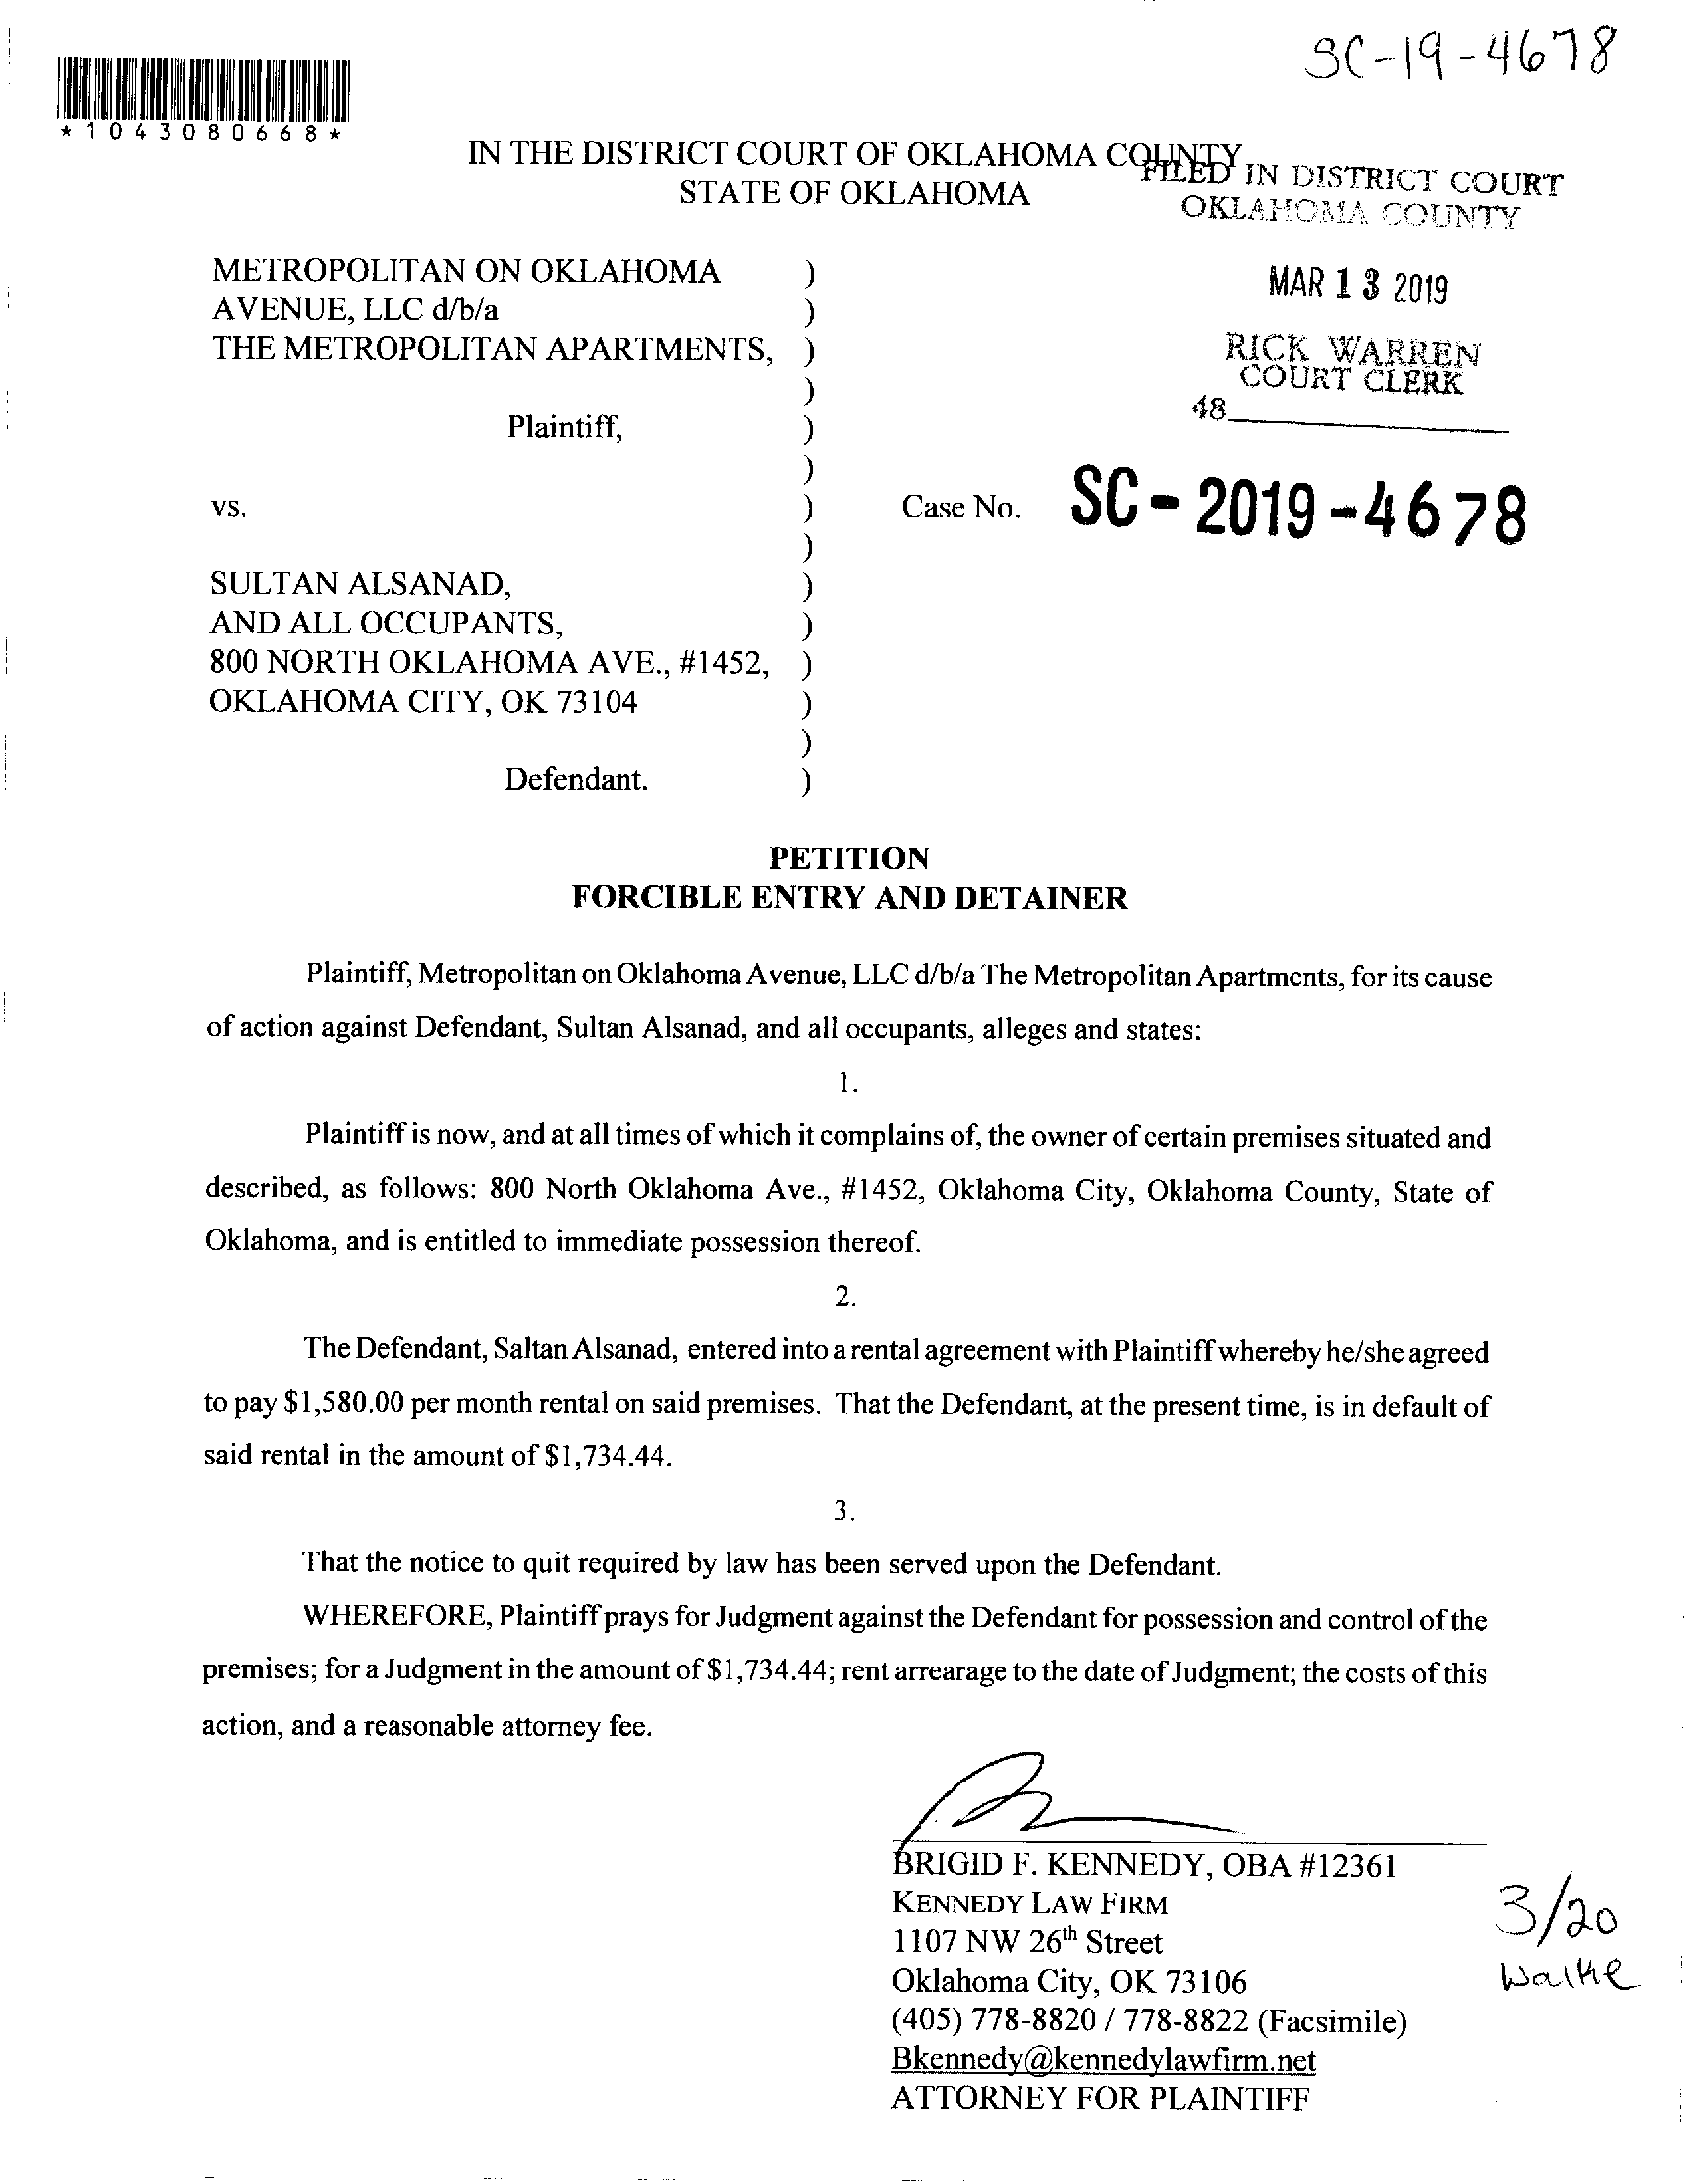 SC-19-4678
*1043080668*
IN THE DISTRICT COURT OF OKLAHOMA COUNTY
STATE OF OKLAHOMA
FILED IN DISTRICT COURT
OKLAHOMA COUNTY
MAR 13 2019
RICK WARREN
COURT CLERK
48
METROPOLITAN ON OKLAHOMA )
AVENUE, LLC d/b/a )
THE METROPOLITAN APARTMENTS, )
)
Plaintiff, )
)
vs. ) Case No. SC-2019-4678
)
SULTAN ALSANAD, )
AND ALL OCCUPANTS, )
800 NORTH OKLAHOMA AVE., #1452, )
OKLAHOMA CITY, OK 73104 )
)
Defendant. )
PETITION
FORCIBLE ENTRY AND DETAINER
Plaintiff, Metropolitan on Oklahoma Avenue, LLC d/b/a The Metropolitan Apartments, for its cause
of action against Defendant, Sultan Alsanad, and all occupants, alleges and states:
1.
Plaintiff is now, and at all times of which it complains of, the owner of certain premises situated and
described, as follows: 800 North Oklahoma Ave., #1452, Oklahoma City, Oklahoma County, State of
Oklahoma, and is entitled to immediate possession thereof.
2.
The Defendant, Saltan Alsanad, entered into a rental agreement with Plaintiff whereby he/she agreed
to pay $1,580.00 per month rental on said premises. That the Defendant, at the present time, is in default of
said rental in the amount of $1,734.44.
3.
That the notice to quit required by law has been served upon the Defendant.
WHEREFORE, Plaintiff prays for Judgment against the Defendant for possession and control of the
premises; for a Judgment in the amount of $1,734.44; rent arrearage to the date of Judgment; the costs of this
action, and a reasonable attorney fee.
BRIGID F. KENNEDY, OBA #12361
KENNEDY LAW FIRM
1107 NW 26th Street
Oklahoma City, OK 73106
(405) 778-8820 / 778-8822 (Facsimile)
Bkennedy@kennedylawfirm.net
ATTORNEY FOR PLAINTIFF
3/20
Walke